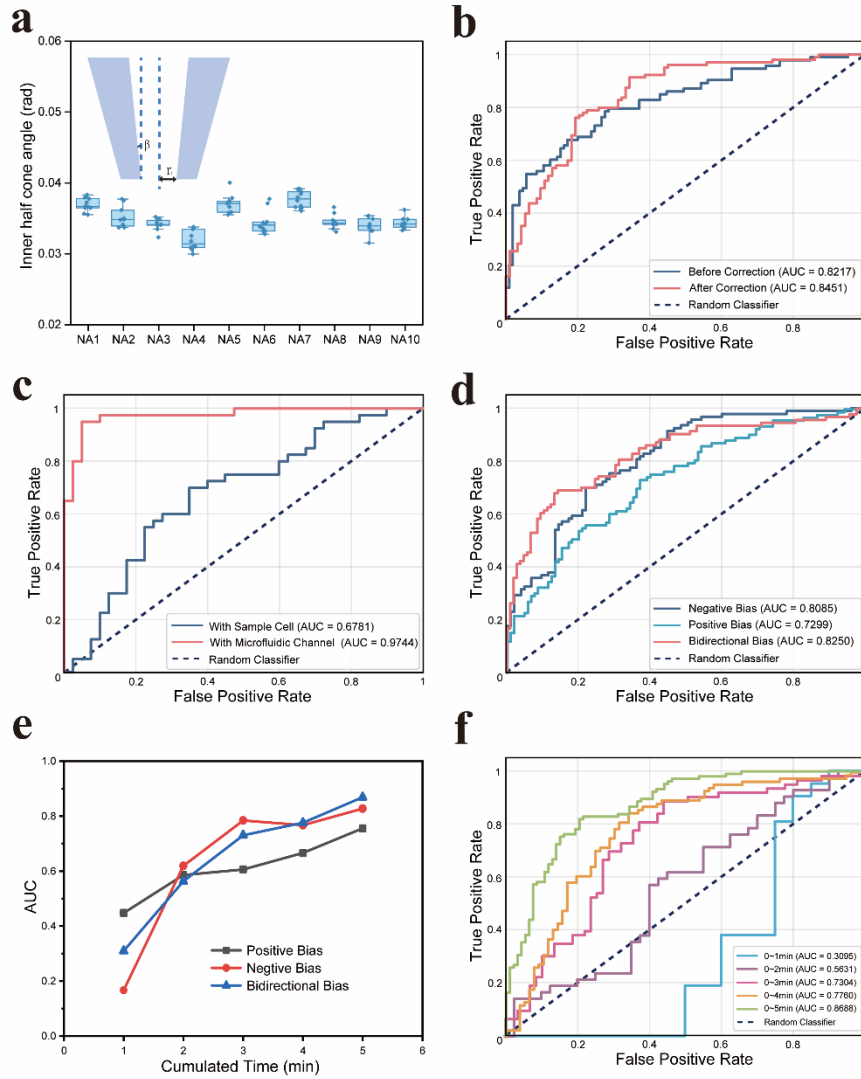 a
Inner half cone angle (rad)
0.06
0.05
0.04
0.03
0.02
β
r
NA1 NA2 NA3 NA4 NA5 NA6 NA7 NA8 NA9 NA10
b
True Positive Rate
1
0.8
0.6
0.4
0.2
0
0.2 0.4 0.6 0.8
False Positive Rate
Before Correction (AUC = 0.8217)
After Correction (AUC = 0.8451)
Random Classifier
c
True Positive Rate
1
0.8
0.6
0.4
0.2
0
0.2 0.4 0.6 0.8 1
False Positive Rate
With Sample Cell (AUC = 0.6781)
With Microfluidic Channel (AUC = 0.9744)
Random Classifier
d
True Positive Rate
1
0.8
0.6
0.4
0.2
0
0.2 0.4 0.6 0.8
False Positive Rate
Negative Bias (AUC = 0.8085)
Positive Bias (AUC = 0.7299)
Bidirectional Bias (AUC = 0.8250)
Random Classifier
e
AUC
1.0
0.8
0.6
0.4
0.2
0.0
0 1 2 3 4 5 6
Cumulated Time (min)
Positive Bias
Negtive Bias
Bidirectional Bias
f
True Positive Rate
1
0.8
0.6
0.4
0.2
0
0.2 0.4 0.6 0.8
False Positive Rate
0~1min (AUC = 0.3095)
0~2min (AUC = 0.5631)
0~3min (AUC = 0.7304)
0~4min (AUC = 0.7760)
0~5min (AUC = 0.8688)
Random Classifier